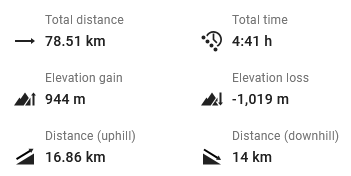 Total distance
78.51 km
Total time
4:41 h
Elevation gain
944 m
Elevation loss
-1,019 m
Distance (uphill)
16.86 km
Distance (downhill)
14 km